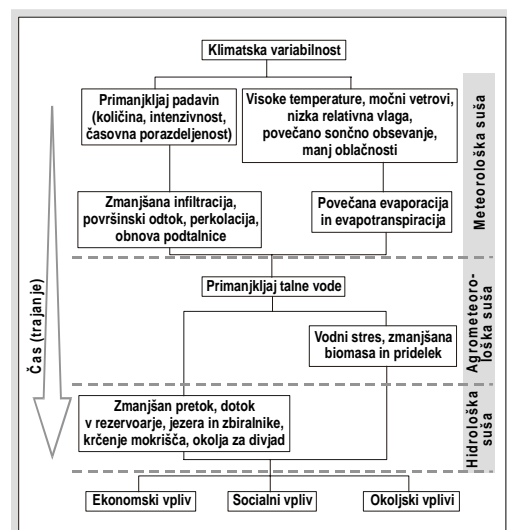 Klimatska variabilnost
Primanjkljaj padavin
(količina, intenzivnost,
časovna porazdeljenost)
Visoke temperature, močni vetrovi,
nizka relativna vlaga,
povečano sončno obsevanje,
manj oblačnosti
Zmanjšana infiltracija,
površinski odtok, perkolacija,
obnova podtalnice
Povečana evaporacija
in evapotranspiracija
Meteorološka suša
Primanjkljaj talne vode
Vodni stres, zmanjšana
biomasa in pridelek
Agrometeoro-
loška suša
Zmanjšan pretok, dotok
v rezervoarje, jezera in zbiralnike,
krčenje mokrišča, okolja za divjad
Hidrološka
suša
Čas (trajanje)
Ekonomski vpliv
Socialni vpliv
Okoljski vplivi